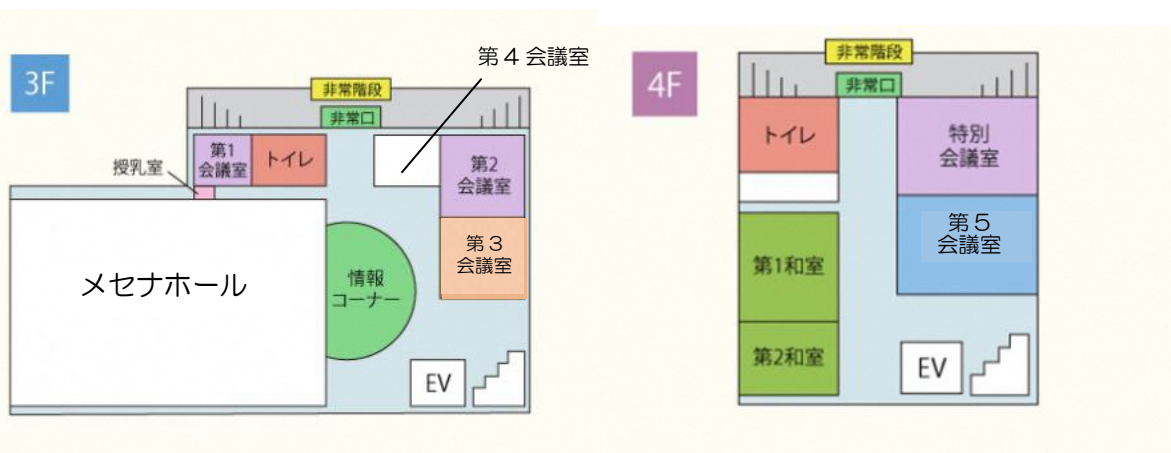 3F
第4会議室
非常階段
非常口
第1
会議室
トイレ
授乳室
第2
会議室
第3
会議室
メセナホール
情報
コーナー
EV
4F
非常階段
非常口
トイレ
特別
会議室
第5
会議室
第1和室
第2和室
EV